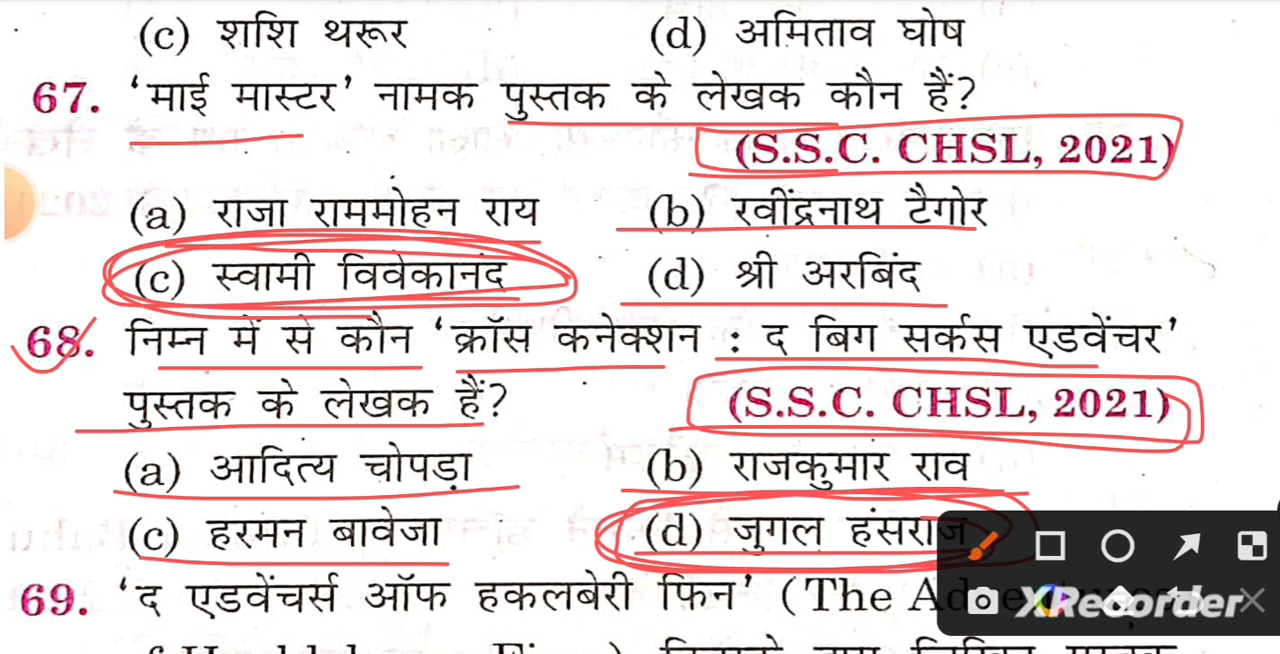 (c) शशि थरूर (d) अमिताव घोष
67. ‘माई मास्टर’ नामक पुस्तक के लेखक कौन हैं?
(S.S.C. CHSL, 2021)
(a) राजा राममोहन राय (b) रवींद्रनाथ टैगोर
(c) स्वामी विवेकानंद (d) श्री अरबिंद
68. निम्न में से कौन ‘क्रॉस कनेक्शन : द बिग सर्कस एडवेंचर’
पुस्तक के लेखक हैं? (S.S.C. CHSL, 2021)
(a) आदित्य चोपड़ा (b) राजकुमार राव
(c) हरमन बावेजा (d) जुगल हंसराज
69. ‘द एडवेंचर्स ऑफ हकलबेरी फिन’ (The
XRecorder